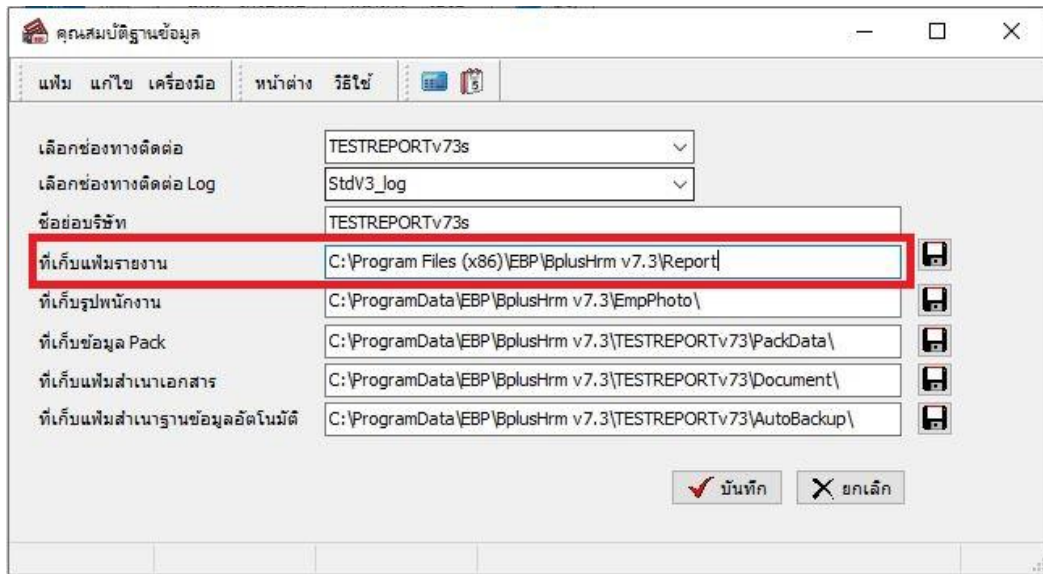 คุณสมบัติฐานข้อมูล
แฟ้ม แก้ไข เครื่องมือ หน้าต่าง วิธีใช้
เลือกช่องทางติดต่อ TESTREPORTv73s
เลือกช่องทางติดต่อ Log StdV3_log
ชื่อย่อบริษัท TESTREPORTv73s
ที่เก็บแฟ้มรายงาน C:\Program Files (x86)\EBP\BplusHrm v7.3\Report
ที่เก็บรูปพนักงาน C:\ProgramData\EBP\BplusHrm v7.3\EmpPhoto\
ที่เก็บข้อมูล Pack C:\ProgramData\EBP\BplusHrm v7.3\TESTREPORTv73\PackData\
ที่เก็บแฟ้มสำเนาเอกสาร C:\ProgramData\EBP\BplusHrm v7.3\TESTREPORTv73\Document\
ที่เก็บแฟ้มสำเนาฐานข้อมูลอัตโนมัติ C:\ProgramData\EBP\BplusHrm v7.3\TESTREPORTv73\AutoBackup\
บันทึก ยกเลิก